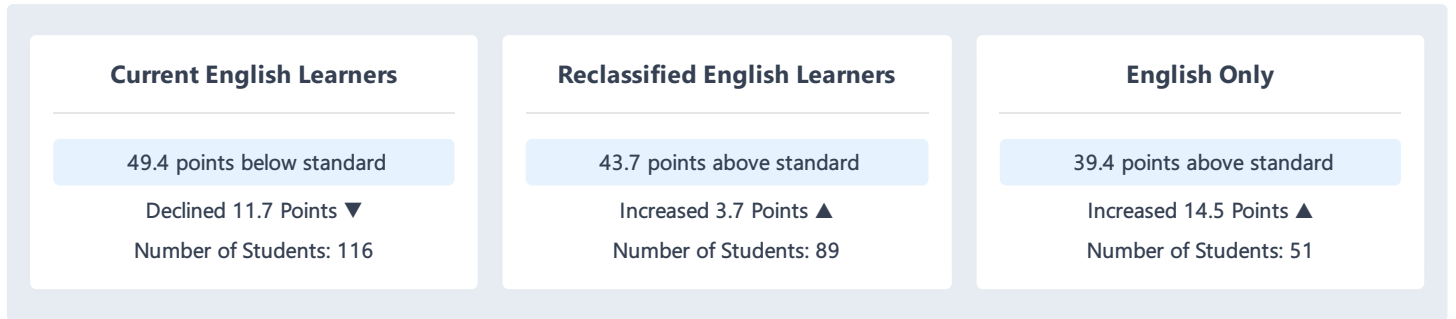 Current English Learners
49.4 points below standard
Declined 11.7 Points ▼
Number of Students: 116
Reclassified English Learners
43.7 points above standard
Increased 3.7 Points ▲
Number of Students: 89
English Only
39.4 points above standard
Increased 14.5 Points ▲
Number of Students: 51